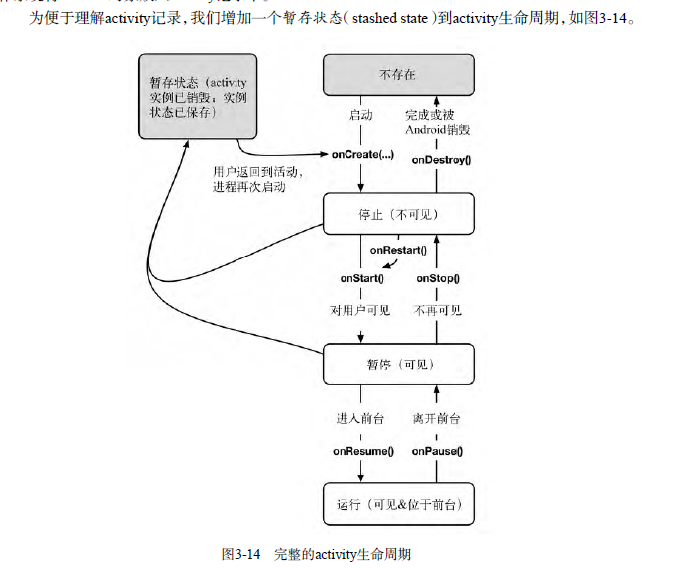 为便于理解activity记录，我们增加一个暂存状态（stashed state）到activity生命周期，如图3-14。
暂存状态（activity
实例已销毁；实例
状态已保存）
不存在
启动
完成或被
Android销毁
onCreate(...)
onDestroy()
用户返回到活动，
进程再次启动
停止（不可见）
onRestart()
onStart()
onStop()
对用户可见
不再可见
暂停（可见）
进入前台
离开前台
onResume()
onPause()
运行（可见&位于前台）
图3-14 完整的activity生命周期